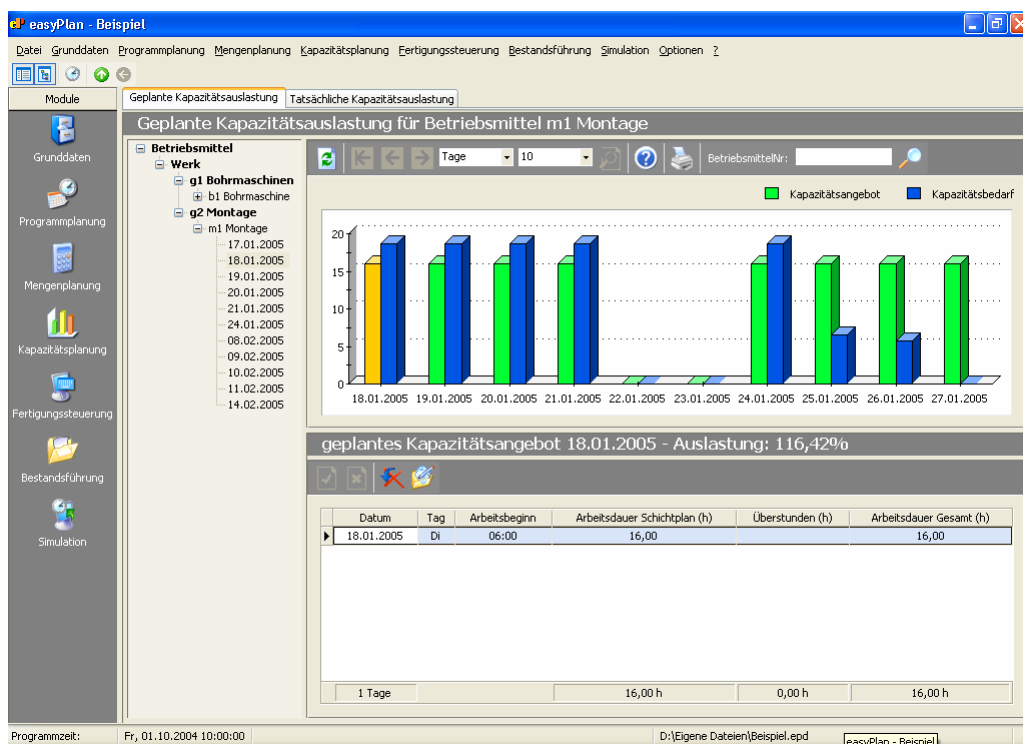 easyPlan - Beispiel
Datei Grunddaten Programmplanung Mengenplanung Kapazitätsplanung Fertigungssteuerung Bestandsführung Simulation Optionen ?
Module
Geplante Kapazitätsauslastung Tatsächliche Kapazitätsauslastung
Geplante Kapazitätsauslastung für Betriebsmittel m1 Montage
Grunddaten
Programmplanung
Mengenplanung
Kapazitätsplanung
Fertigungssteuerung
Bestandsführung
Simulation
Betriebsmittel
Werk
g1 Bohrmaschinen
b1 Bohrmaschine
g2 Montage
m1 Montage
17.01.2005
18.01.2005
19.01.2005
20.01.2005
21.01.2005
24.01.2005
08.02.2005
09.02.2005
10.02.2005
11.02.2005
14.02.2005
Tage 10 BetriebsmittelNr:
Kapazitätsangebot Kapazitätsbedarf
20
15
10
5
0
18.01.2005 19.01.2005 20.01.2005 21.01.2005 22.01.2005 23.01.2005 24.01.2005 25.01.2005 26.01.2005 27.01.2005
geplantes Kapazitätsangebot 18.01.2005 - Auslastung: 116,42%
Datum Tag Arbeitsbeginn Arbeitsdauer Schichtplan (h) Überstunden (h) Arbeitsdauer Gesamt (h)
18.01.2005 Di 06:00 16,00 16,00
1 Tage 16,00 h 0,00 h 16,00 h
Programmzeit: Fr, 01.10.2004 10:00:00 D:\Eigene Dateien\Beispiel.epd
easyPlan - Beispiel